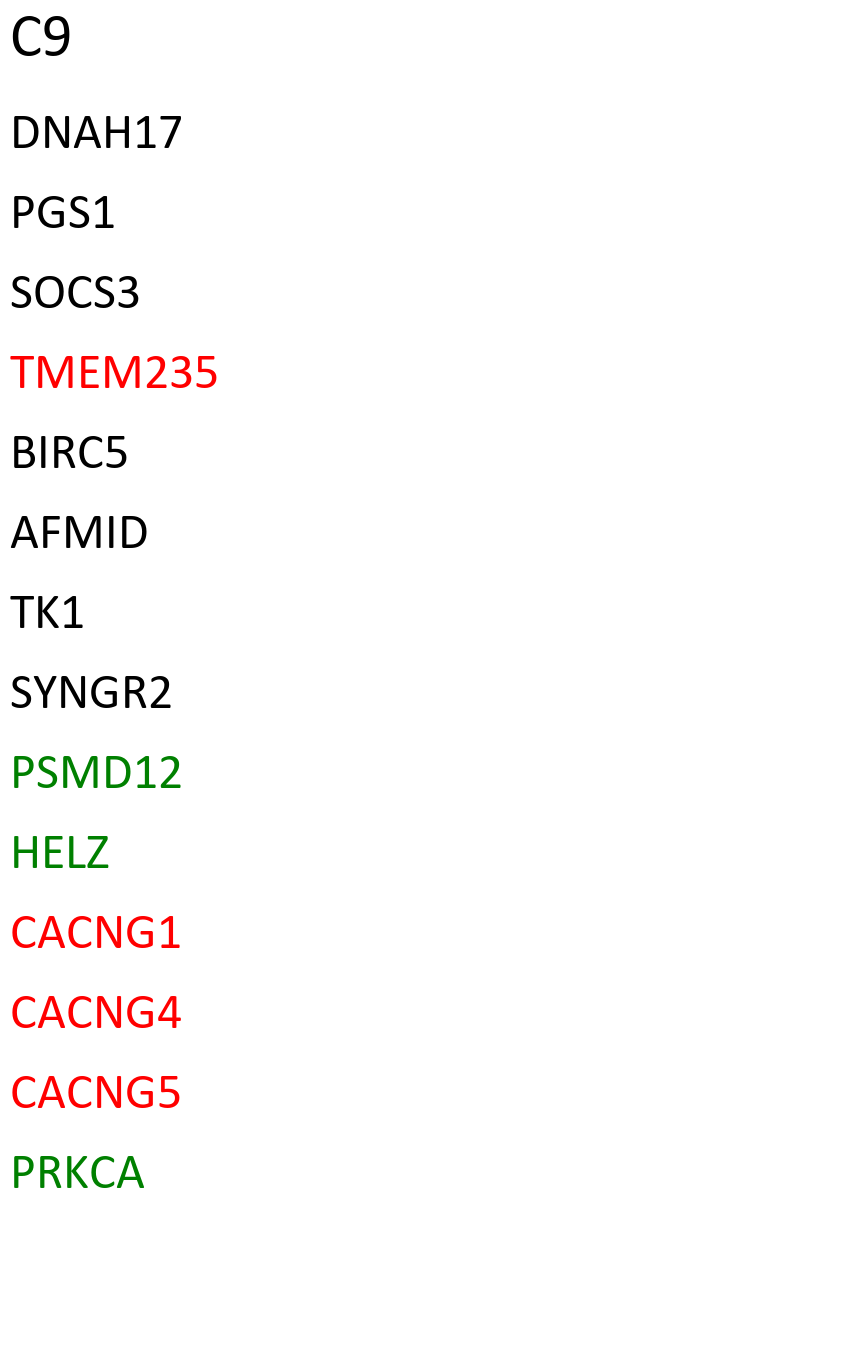 C9
DNAH17
PGS1
SOCS3
TMEM235
BIRC5
AFMID
TK1
SYNGR2
PSMD12
HELZ
CACNG1
CACNG4
CACNG5
PRKCA